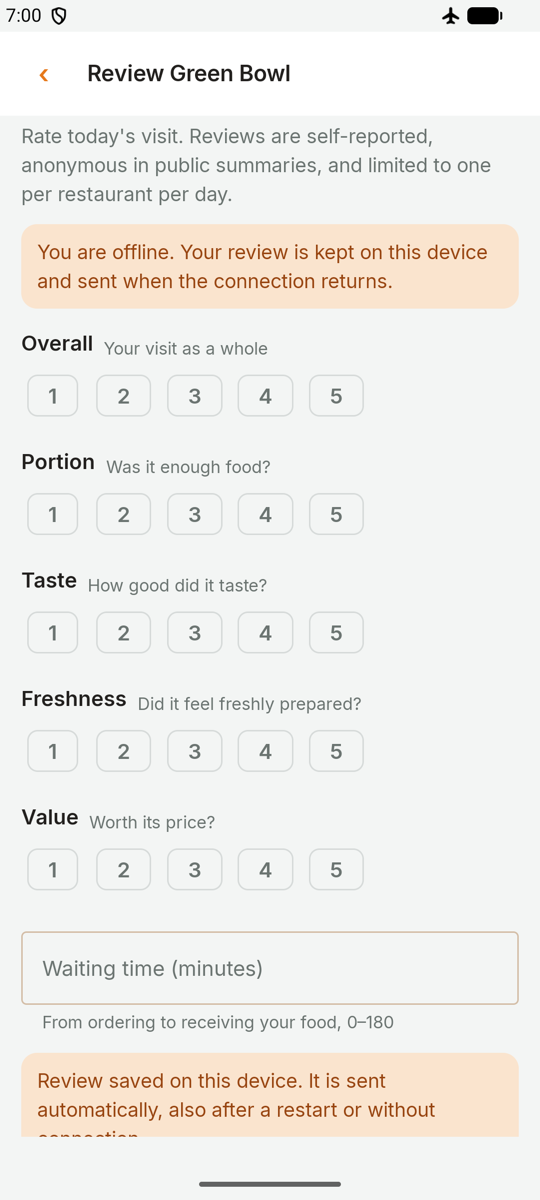 7:00
‹ Review Green Bowl
Rate today's visit. Reviews are self-reported,
anonymous in public summaries, and limited to one
per restaurant per day.
You are offline. Your review is kept on this device
and sent when the connection returns.
Overall Your visit as a whole
1 2 3 4 5
Portion Was it enough food?
1 2 3 4 5
Taste How good did it taste?
1 2 3 4 5
Freshness Did it feel freshly prepared?
1 2 3 4 5
Value Worth its price?
1 2 3 4 5
Waiting time (minutes)
From ordering to receiving your food, 0–180
Review saved on this device. It is sent
automatically, also after a restart or without
connection.